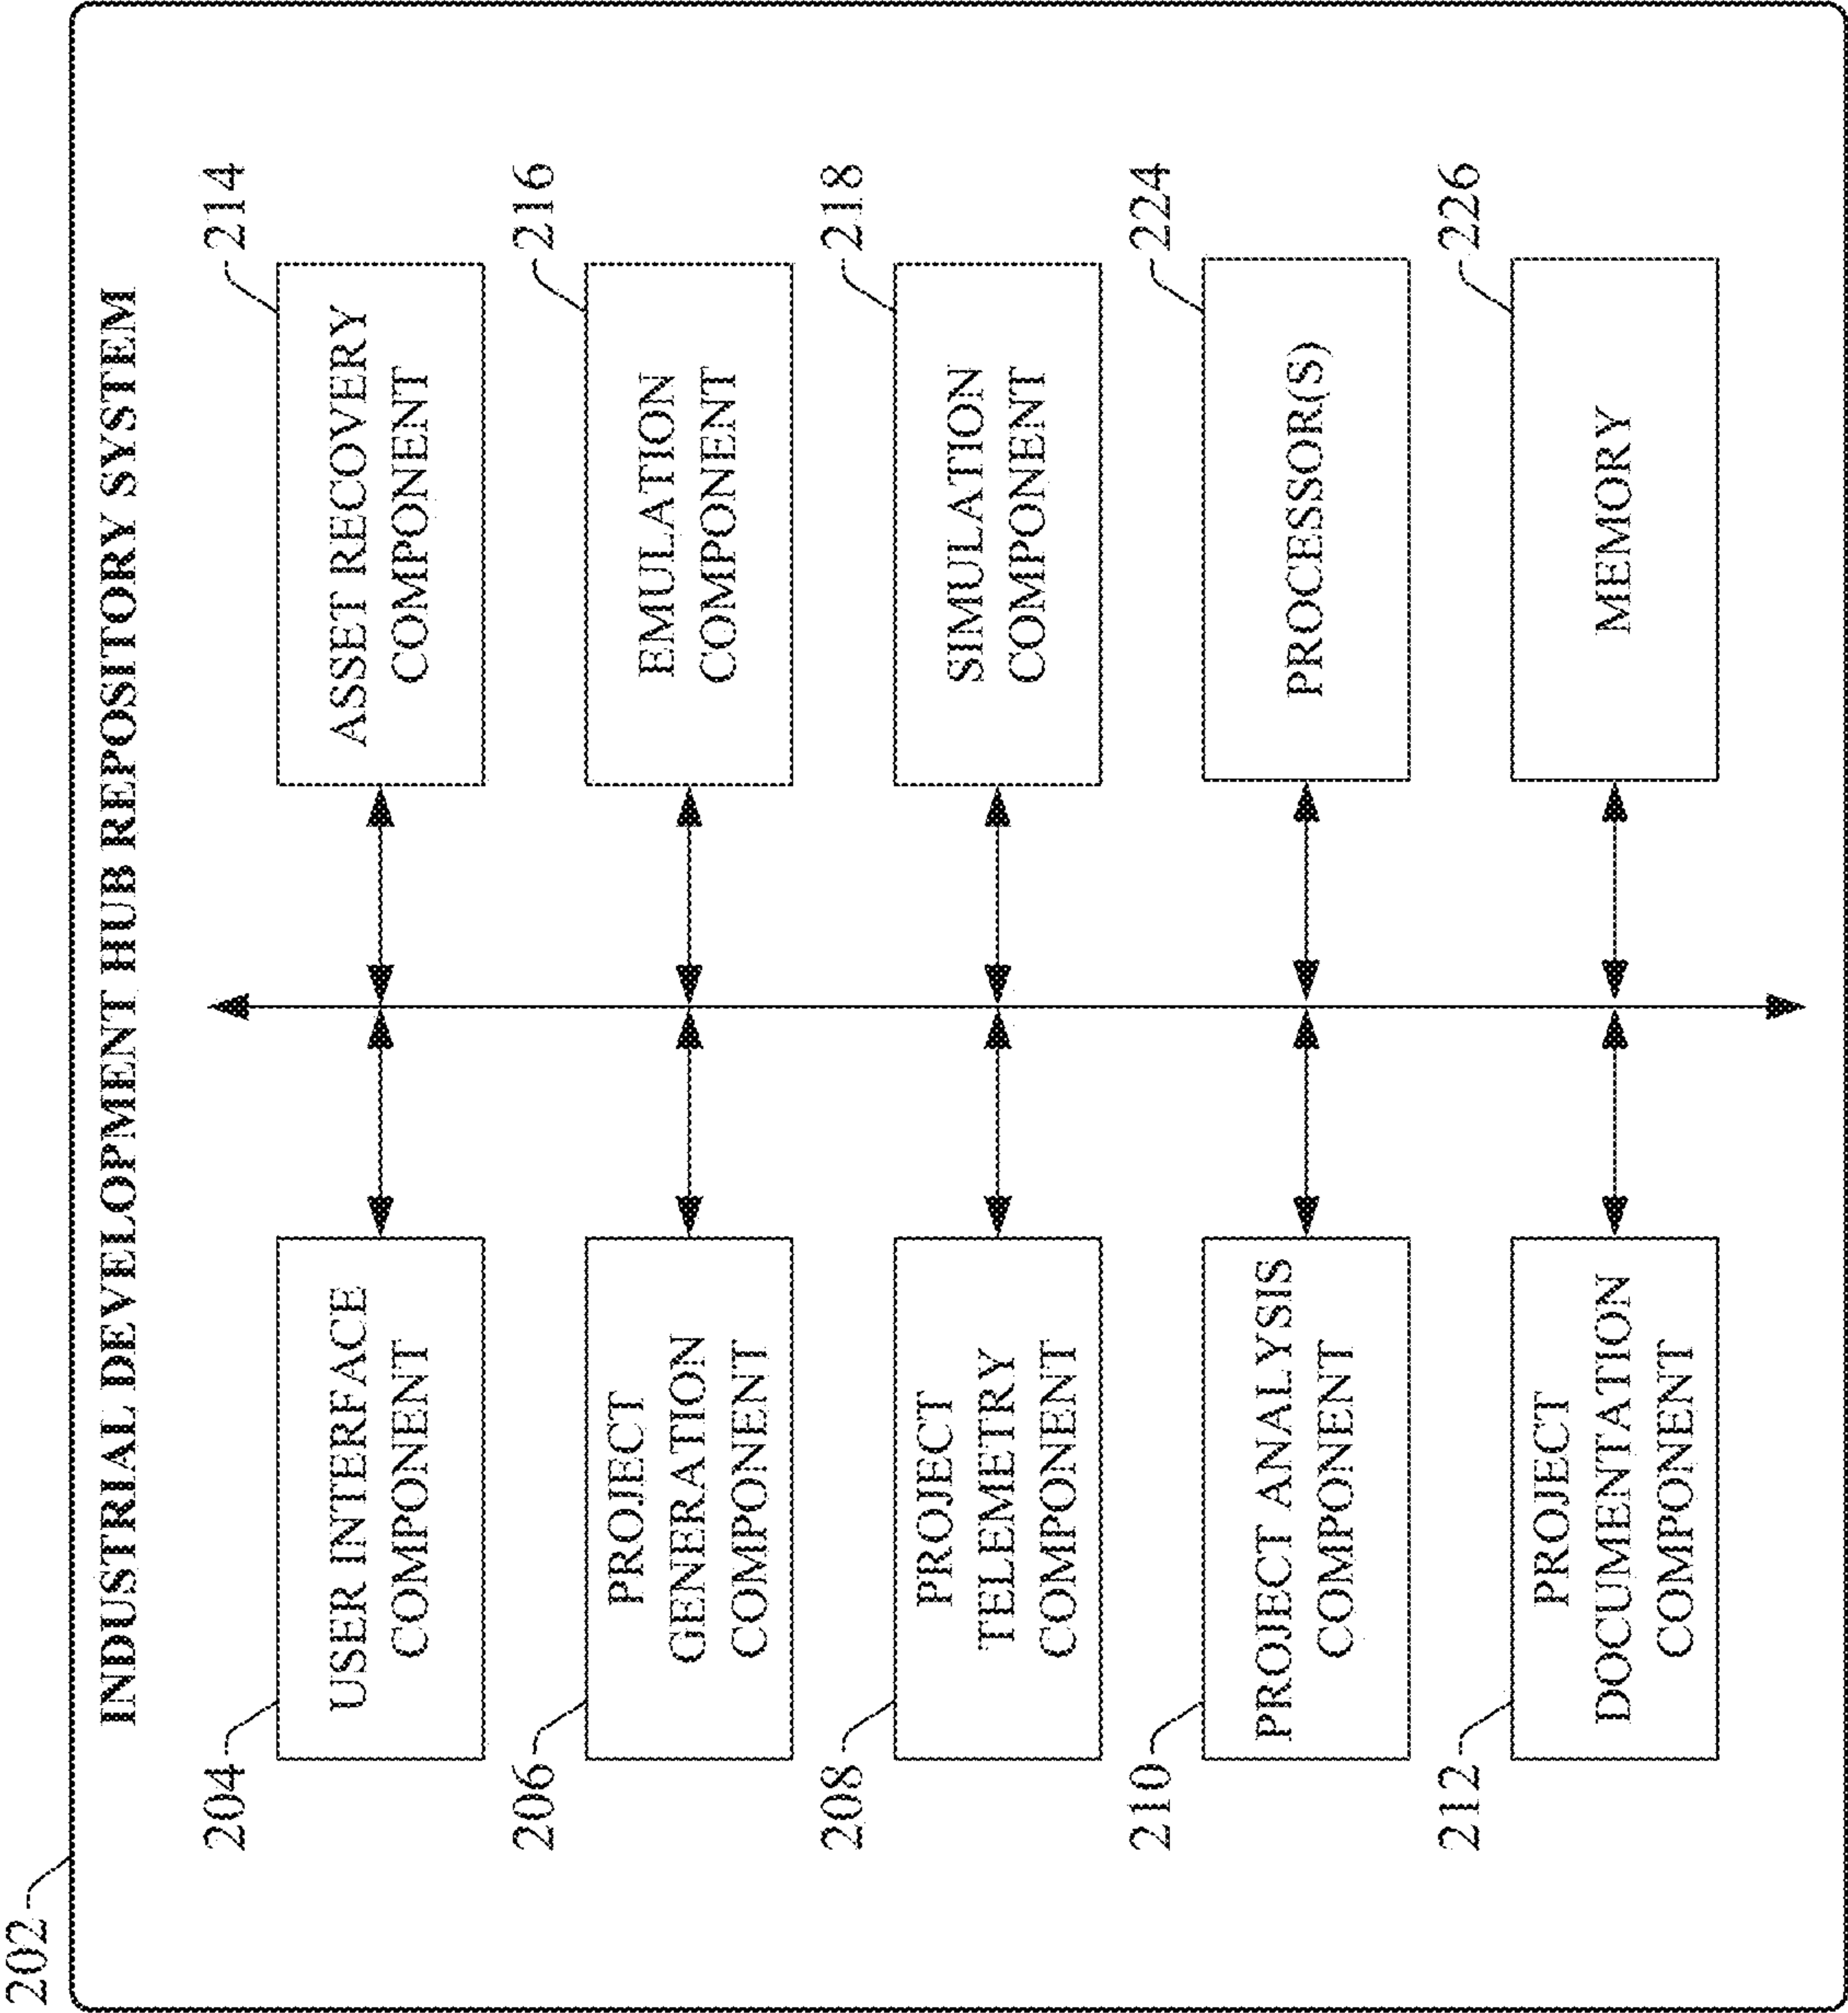 202
INDUSTRIAL DEVELOPMENT HUB REPOSITORY SYSTEM
204
USER INTERFACE
COMPONENT
214
ASSET RECOVERY
COMPONENT
206
PROJECT
GENERATION
COMPONENT
216
EMULATION
COMPONENT
208
PROJECT
TELEMETRY
COMPONENT
218
SIMULATION
COMPONENT
210
PROJECT ANALYSIS
COMPONENT
224
PROCESSOR(S)
212
PROJECT
DOCUMENTATION
COMPONENT
226
MEMORY